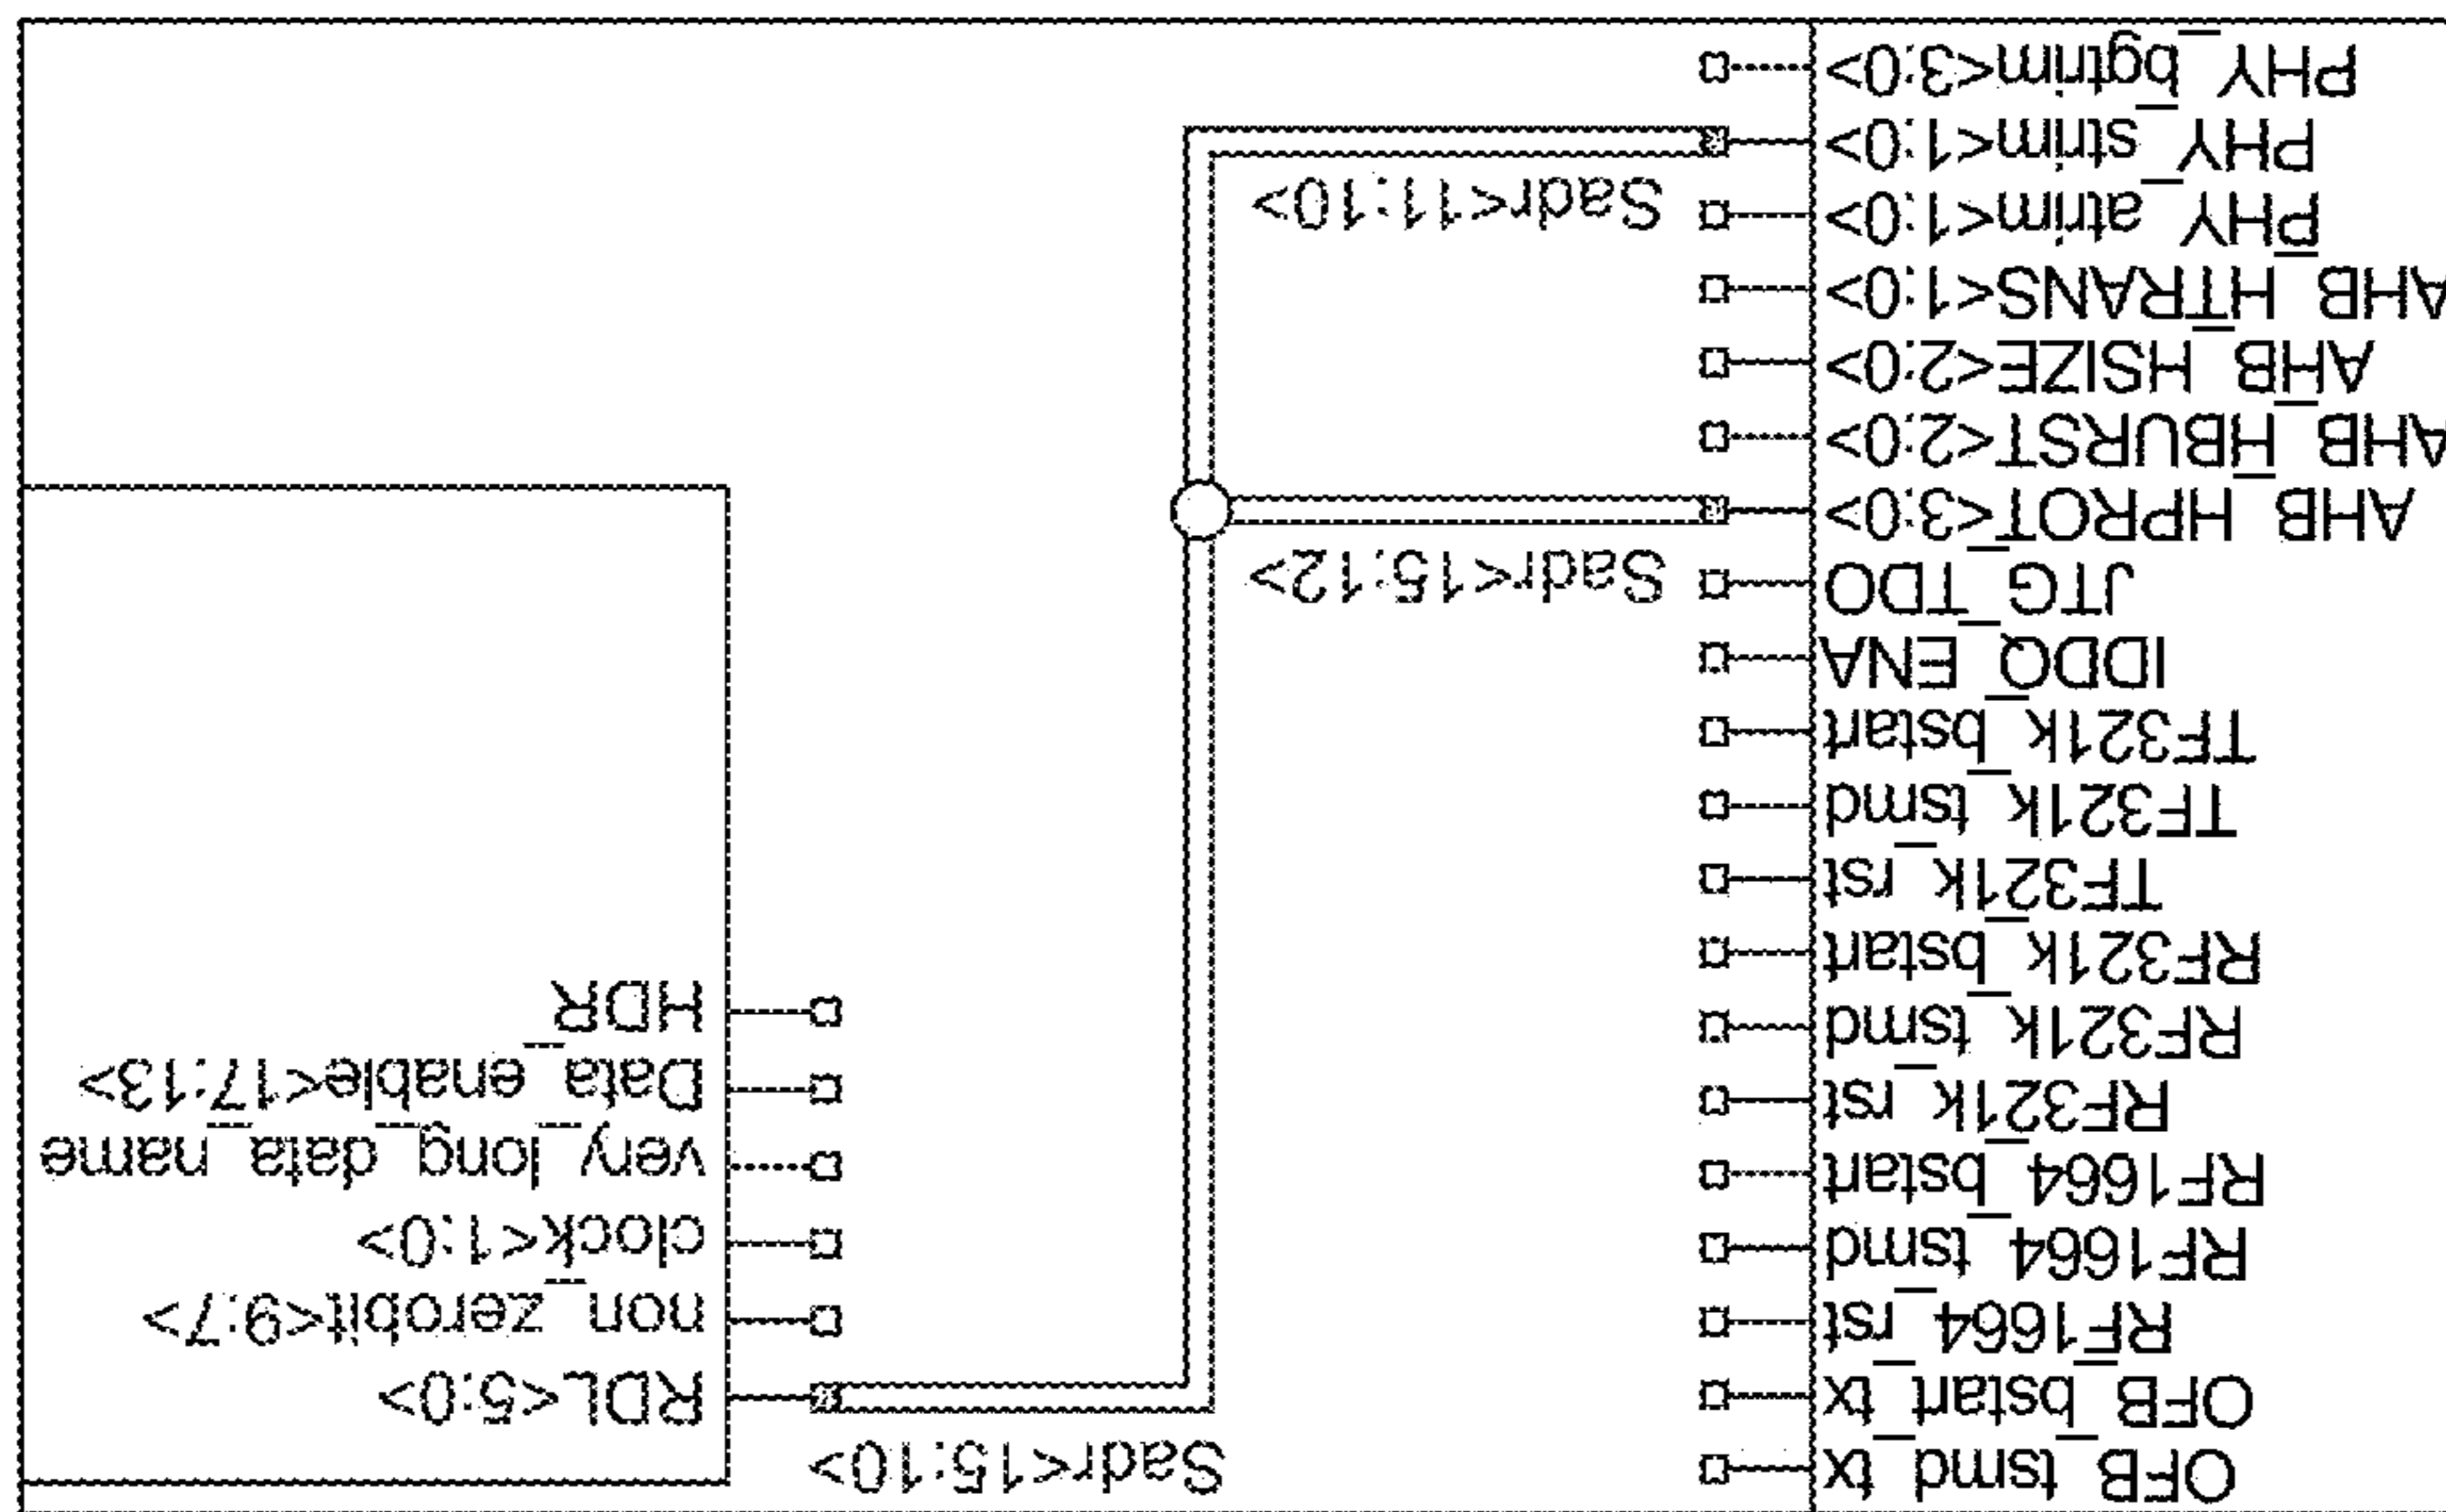 OFB_tsmd_tx
OFB_bstart_tx
RF1664_rst
RF1664_tsmd
RF1664_bstart
RF321k_rst
RF321k_tsmd
RF321k_bstart
TF321k_rst
TF321k_tsmd
TF321k_bstart
IDDQ_ENA
JTG_TDO
AHB_HPROT<3:0>
AHB_HBURST<2:0>
AHB_HSIZE<2:0>
AHB_HTRANS<1:0>
PHY_atrim<1:0>
PHY_strim<1:0>
PHY_bgtrim<3:0>
Sadr<15:12>
Sadr<11:10>
Sadr<15:10>
RDL<5:0>
non_zerobit<9:7>
clock<1:0>
very_long_data_name
Data_enable<17:13>
HDR_